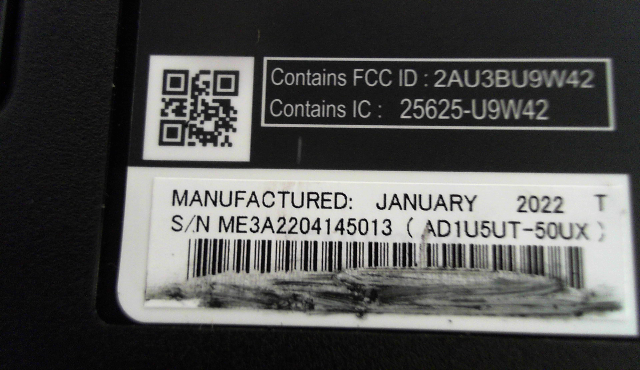 Contains FCC ID : 2AU3BU9W42
Contains IC : 25625-U9W42
MANUFACTURED: JANUARY 2022 T
S/N ME3A2204145013 ( AD1U5UT-50UX )